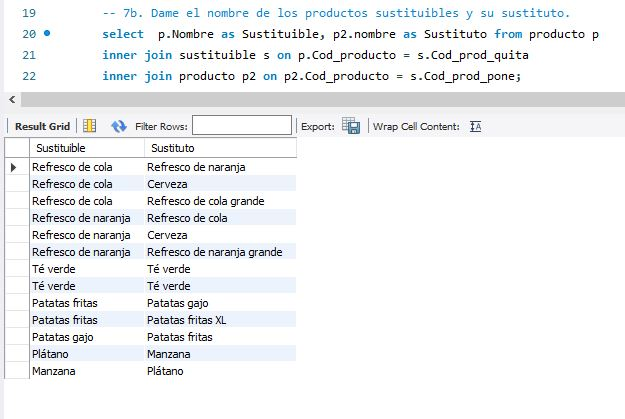 19 -- 7b. Dame el nombre de los productos sustituibles y su sustituto.
20 select  p.Nombre as Sustituible, p2.nombre as Sustituto from producto p
21 inner join sustituible s on p.Cod_producto = s.Cod_prod_quita
22 inner join producto p2 on p2.Cod_producto = s.Cod_prod_pone;
Result Grid Filter Rows: Export: Wrap Cell Content: IA
Sustituible Sustituto
Refresco de cola Refresco de naranja
Refresco de cola Cerveza
Refresco de cola Refresco de cola grande
Refresco de naranja Refresco de cola
Refresco de naranja Cerveza
Refresco de naranja Refresco de naranja grande
Té verde Té verde
Té verde Té verde
Patatas fritas Patatas gajo
Patatas fritas Patatas fritas XL
Patatas gajo Patatas fritas
Plátano Manzana
Manzana Plátano